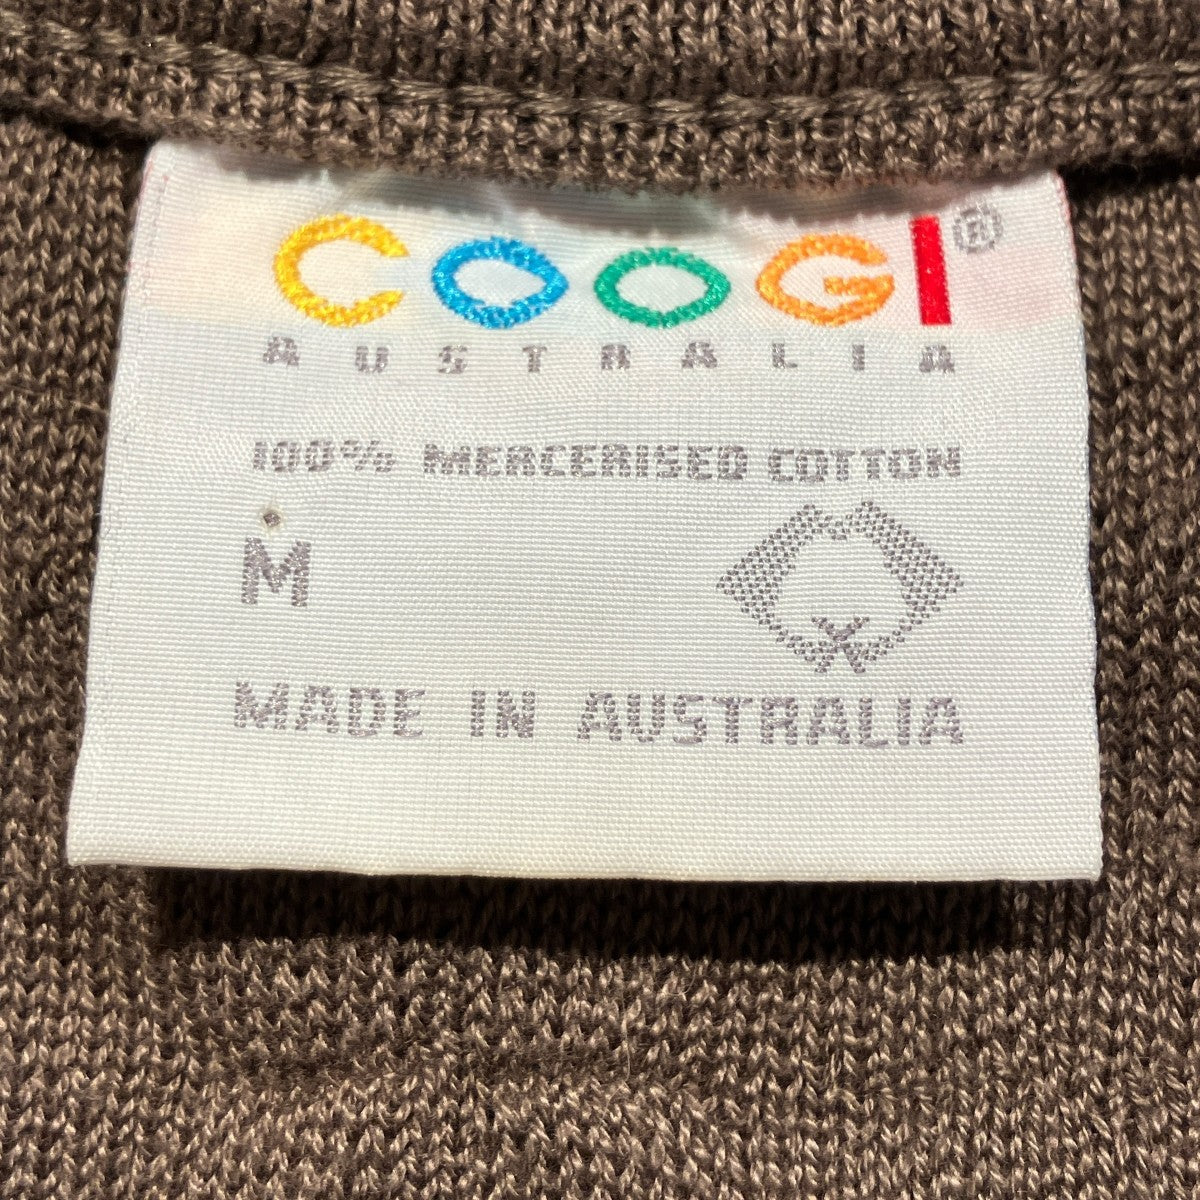 COOGI®
AUSTRALIA
100% MERCERISED COTTON
M
MADE IN AUSTRALIA